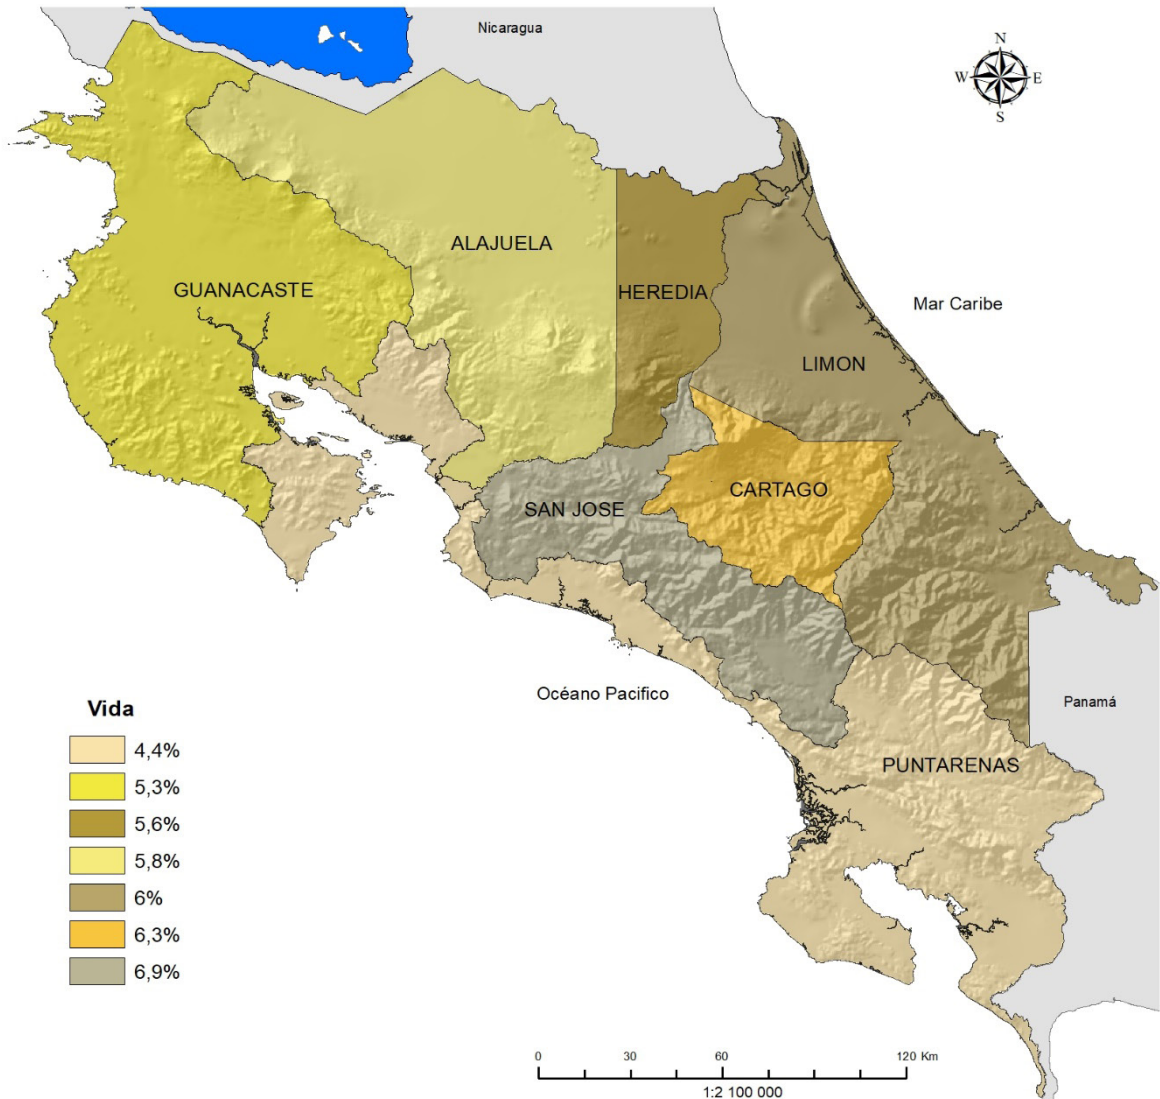 Nicaragua
N
W E
S
ALAJUELA
GUANACASTE
HEREDIA
Mar Caribe
LIMON
CARTAGO
SAN JOSE
Océano Pacifico
Panamá
PUNTARENAS
Vida
4,4%
5,3%
5,6%
5,8%
6%
6,3%
6,9%
0 30 60 120 Km
1:2 100 000